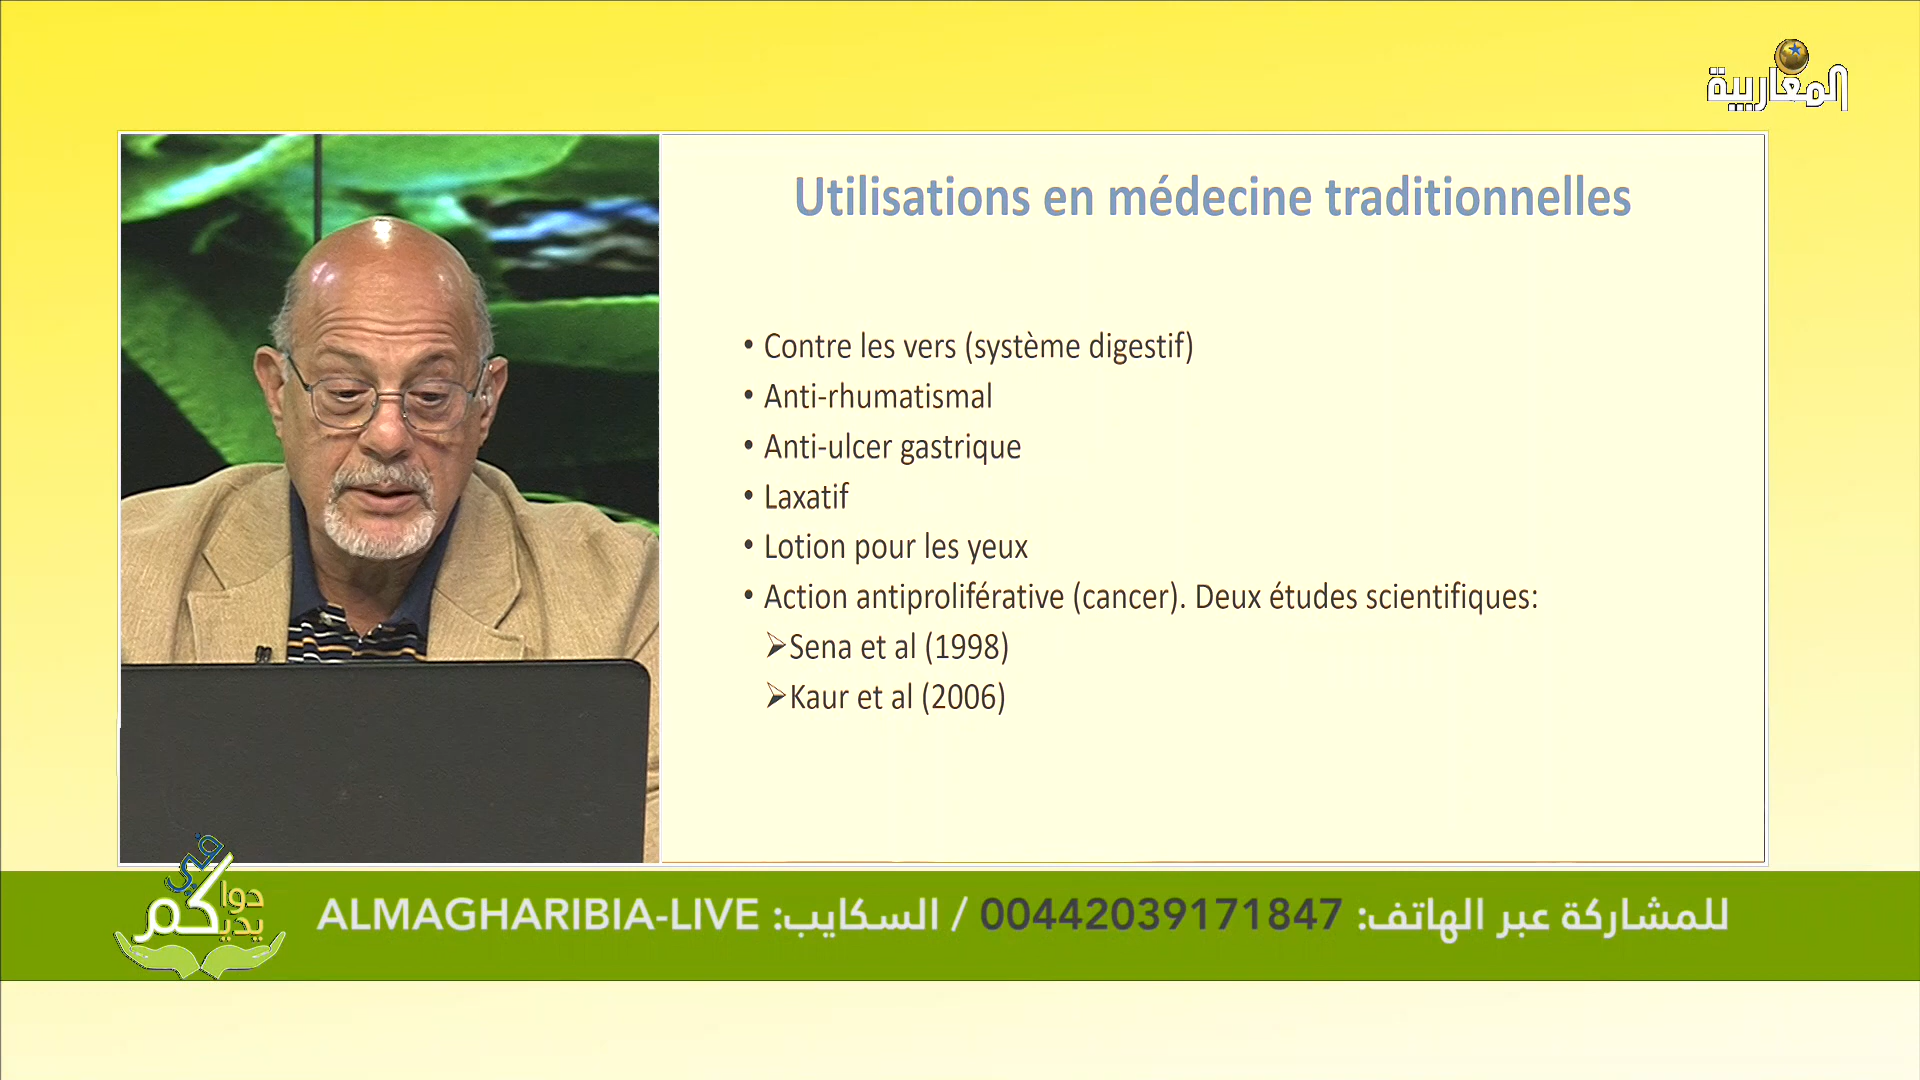 المغاربية
Utilisations en médecine traditionnelles
• Contre les vers (système digestif)
• Anti-rhumatismal
• Anti-ulcer gastrique
• Laxatif
• Lotion pour les yeux
• Action antiproliférative (cancer). Deux études scientifiques:
➢Sena et al (1998)
➢Kaur et al (2006)
دواكم في يديكم
للمشاركة عبر الهاتف: 00442039171847 / السكايب: ALMAGHARIBIA-LIVE